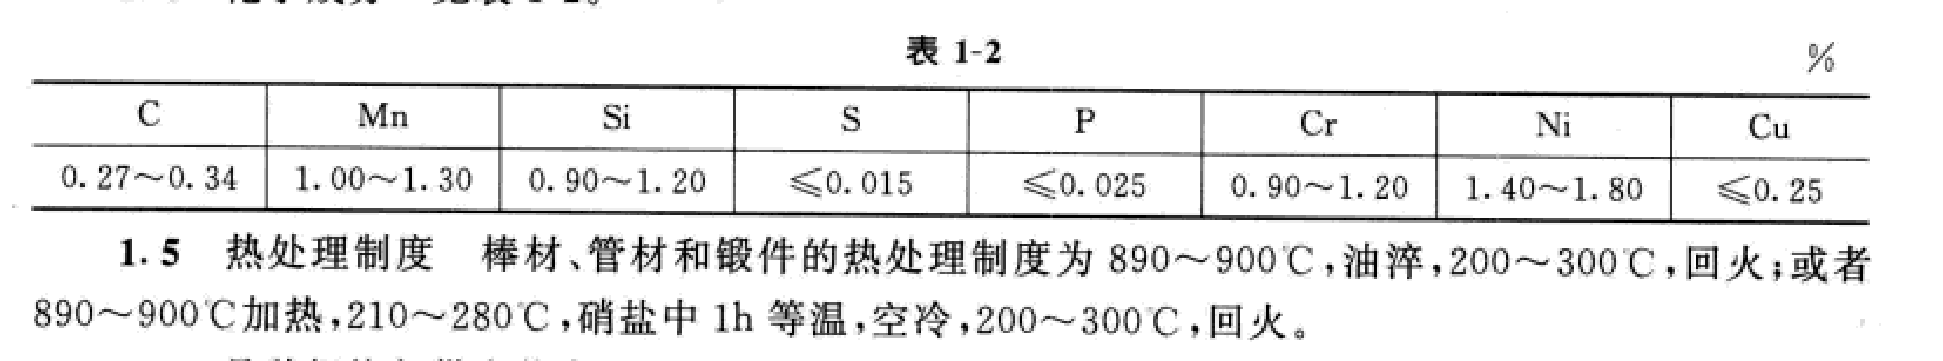 表 1-2
%
C Mn Si S P Cr Ni Cu
0.27～0.34 1.00～1.30 0.90～1.20 ≤0.015 ≤0.025 0.90～1.20 1.40～1.80 ≤0.25
1.5 热处理制度 棒材、管材和锻件的热处理制度为 890～900℃,油淬,200～300℃,回火;或者
890～900℃加热,210～280℃,硝盐中 1h 等温,空冷,200～300℃,回火。